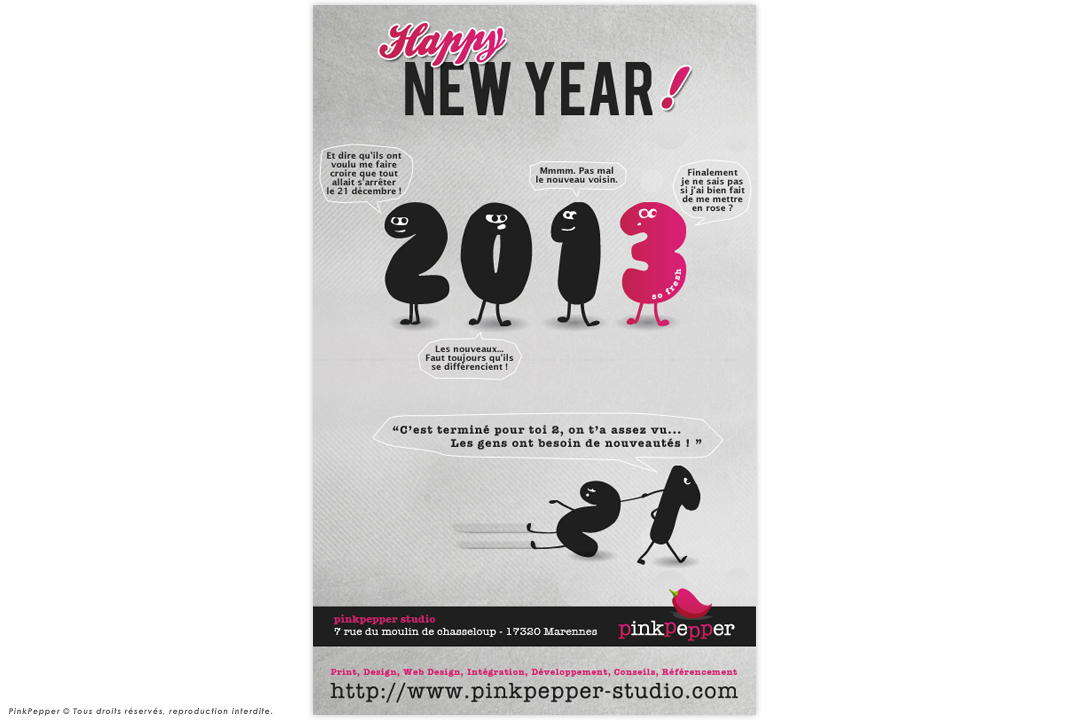 Happy
NEW YEAR !
Et dire qu'ils ont
voulu me faire
croire que tout
allait s'arrêter
le 21 décembre !
Mmmm. Pas mal
le nouveau voisin.
Finalement
je ne sais pas
si j'ai bien fait
de me mettre
en rose ?
2013
so fresh
Les nouveaux...
Faut toujours qu'ils
se différencient !
“C'est terminé pour toi 2, on t'a assez vu...
Les gens ont besoin de nouveautés ! ”
2 1
pinkpepper studio
7 rue du moulin de chasseloup - 17320 Marennes
pinkpepper
Print, Design, Web Design, Intégration, Développement, Conseils, Référencement
http://www.pinkpepper-studio.com
PinkPepper © Tous droits réservés, reproduction interdite.